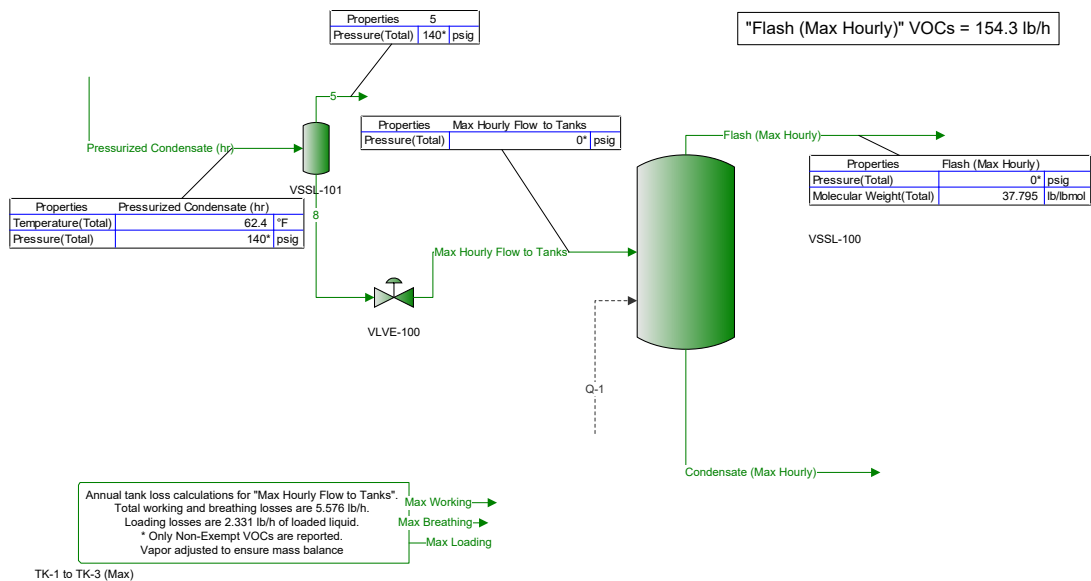 Properties 5
Pressure(Total) 140* psig
"Flash (Max Hourly)" VOCs = 154.3 lb/h
5
Properties Max Hourly Flow to Tanks
Pressure(Total) 0* psig
Flash (Max Hourly)
Pressurized Condensate (hr)
Properties Flash (Max Hourly)
Pressure(Total) 0* psig
Molecular Weight(Total) 37.795 lb/lbmol
VSSL-101
Properties Pressurized Condensate (hr)
Temperature(Total) 62.4 °F
Pressure(Total) 140* psig
8
VSSL-100
Max Hourly Flow to Tanks
VLVE-100
Q-1
Condensate (Max Hourly)
Annual tank loss calculations for "Max Hourly Flow to Tanks".
Total working and breathing losses are 5.576 lb/h.
Loading losses are 2.331 lb/h of loaded liquid.
* Only Non-Exempt VOCs are reported.
Vapor adjusted to ensure mass balance
Max Working
Max Breathing
Max Loading
TK-1 to TK-3 (Max)